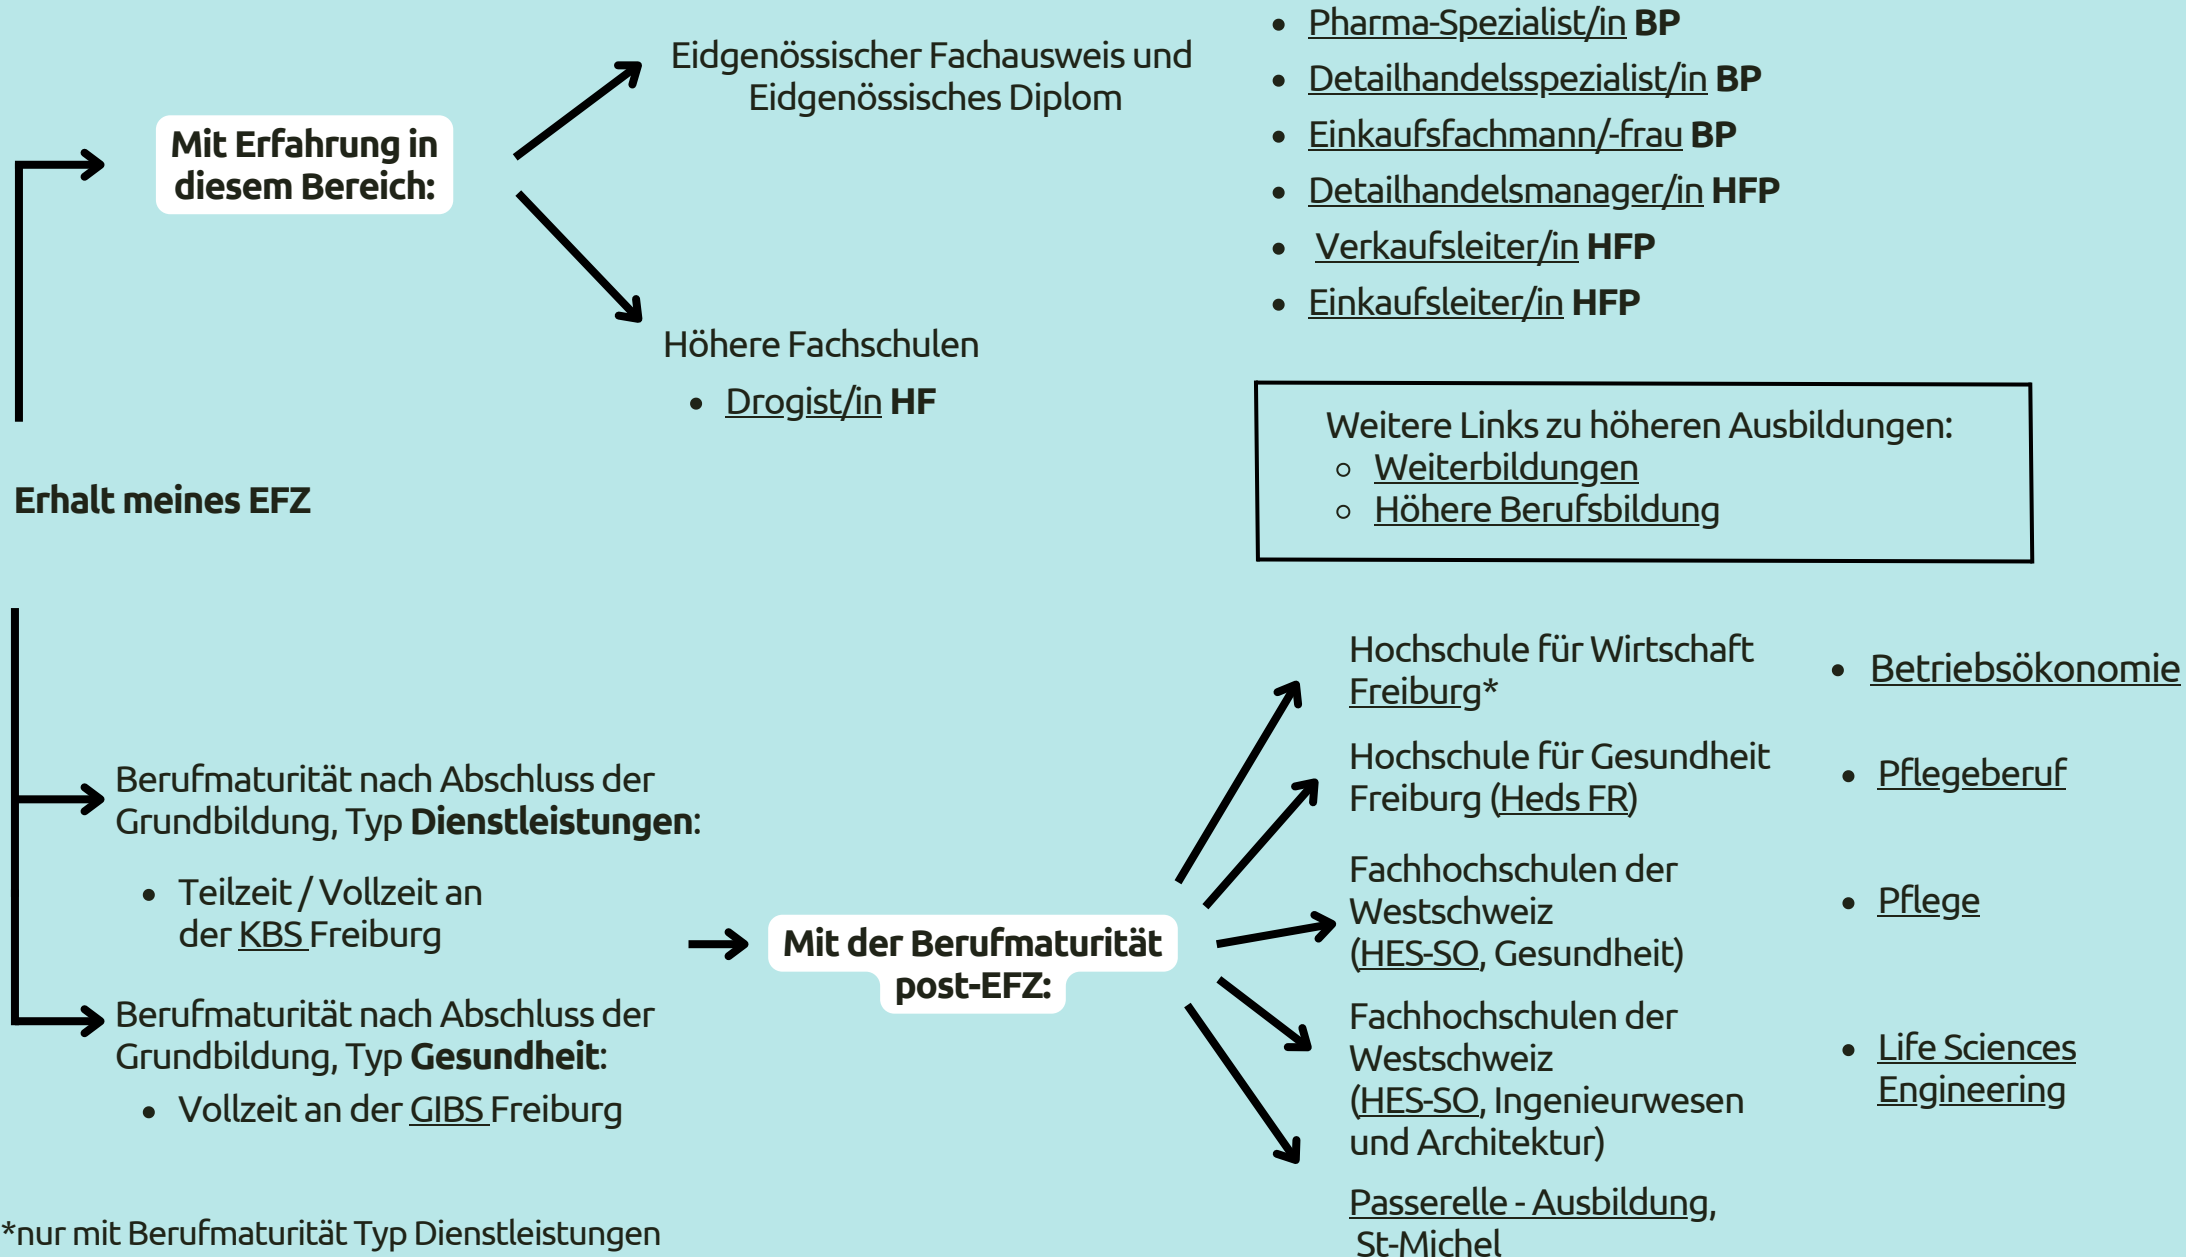 Mit Erfahrung in
diesem Bereich:
Eidgenössischer Fachausweis und
Eidgenössisches Diplom
• Pharma-Spezialist/in BP
• Detailhandelsspezialist/in BP
• Einkaufsfachmann/-frau BP
• Detailhandelsmanager/in HFP
• Verkaufsleiter/in HFP
• Einkaufsleiter/in HFP
Höhere Fachschulen
• Drogist/in HF
Weitere Links zu höheren Ausbildungen:
◦ Weiterbildungen
◦ Höhere Berufsbildung
Erhalt meines EFZ
Berufmaturität nach Abschluss der
Grundbildung, Typ Dienstleistungen:
• Teilzeit / Vollzeit an
der KBS Freiburg
Berufmaturität nach Abschluss der
Grundbildung, Typ Gesundheit:
• Vollzeit an der GIBS Freiburg
Mit der Berufmaturität
post-EFZ:
Hochschule für Wirtschaft
Freiburg*
• Betriebsökonomie
Hochschule für Gesundheit
Freiburg (Heds FR)
• Pflegeberuf
Fachhochschulen der
Westschweiz
(HES-SO, Gesundheit)
• Pflege
Fachhochschulen der
Westschweiz
(HES-SO, Ingenieurwesen
und Architektur)
• Life Sciences
Engineering
Passerelle - Ausbildung,
St-Michel
*nur mit Berufmaturität Typ Dienstleistungen